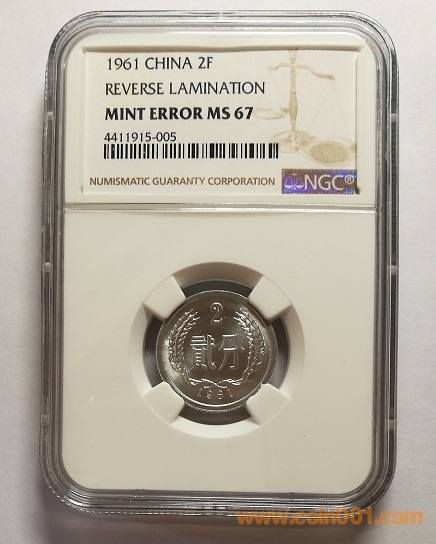 1961 CHINA 2F
REVERSE LAMINATION
MINT ERROR MS 67
4411915-005
NUMISMATIC GUARANTY CORPORATION
NGC®
2
貳分
1961
www.coin001.com